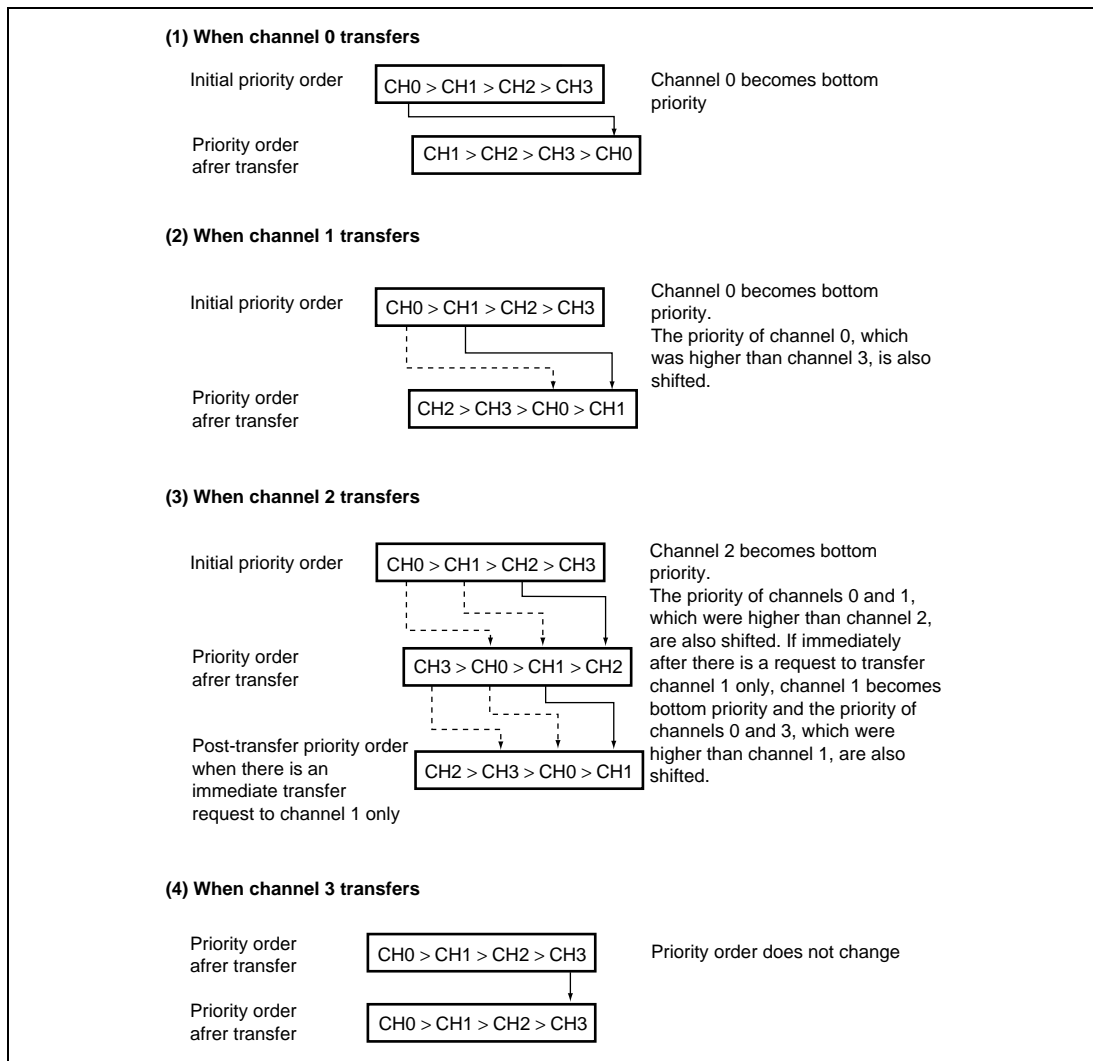 (1) When channel 0 transfers
Initial priority order
CH0 > CH1 > CH2 > CH3
Channel 0 becomes bottom
priority
Priority order
afrer transfer
CH1 > CH2 > CH3 > CH0
(2) When channel 1 transfers
Initial priority order
CH0 > CH1 > CH2 > CH3
Channel 0 becomes bottom
priority.
The priority of channel 0, which
was higher than channel 3, is also
shifted.
Priority order
afrer transfer
CH2 > CH3 > CH0 > CH1
(3) When channel 2 transfers
Initial priority order
CH0 > CH1 > CH2 > CH3
Channel 2 becomes bottom
priority.
The priority of channels 0 and 1,
which were higher than channel 2,
are also shifted. If immediately
after there is a request to transfer
channel 1 only, channel 1 becomes
bottom priority and the priority of
channels 0 and 3, which were
higher than channel 1, are also
shifted.
Priority order
afrer transfer
CH3 > CH0 > CH1 > CH2
Post-transfer priority order
when there is an
immediate transfer
request to channel 1 only
CH2 > CH3 > CH0 > CH1
(4) When channel 3 transfers
Priority order
afrer transfer
CH0 > CH1 > CH2 > CH3
Priority order does not change
Priority order
afrer transfer
CH0 > CH1 > CH2 > CH3